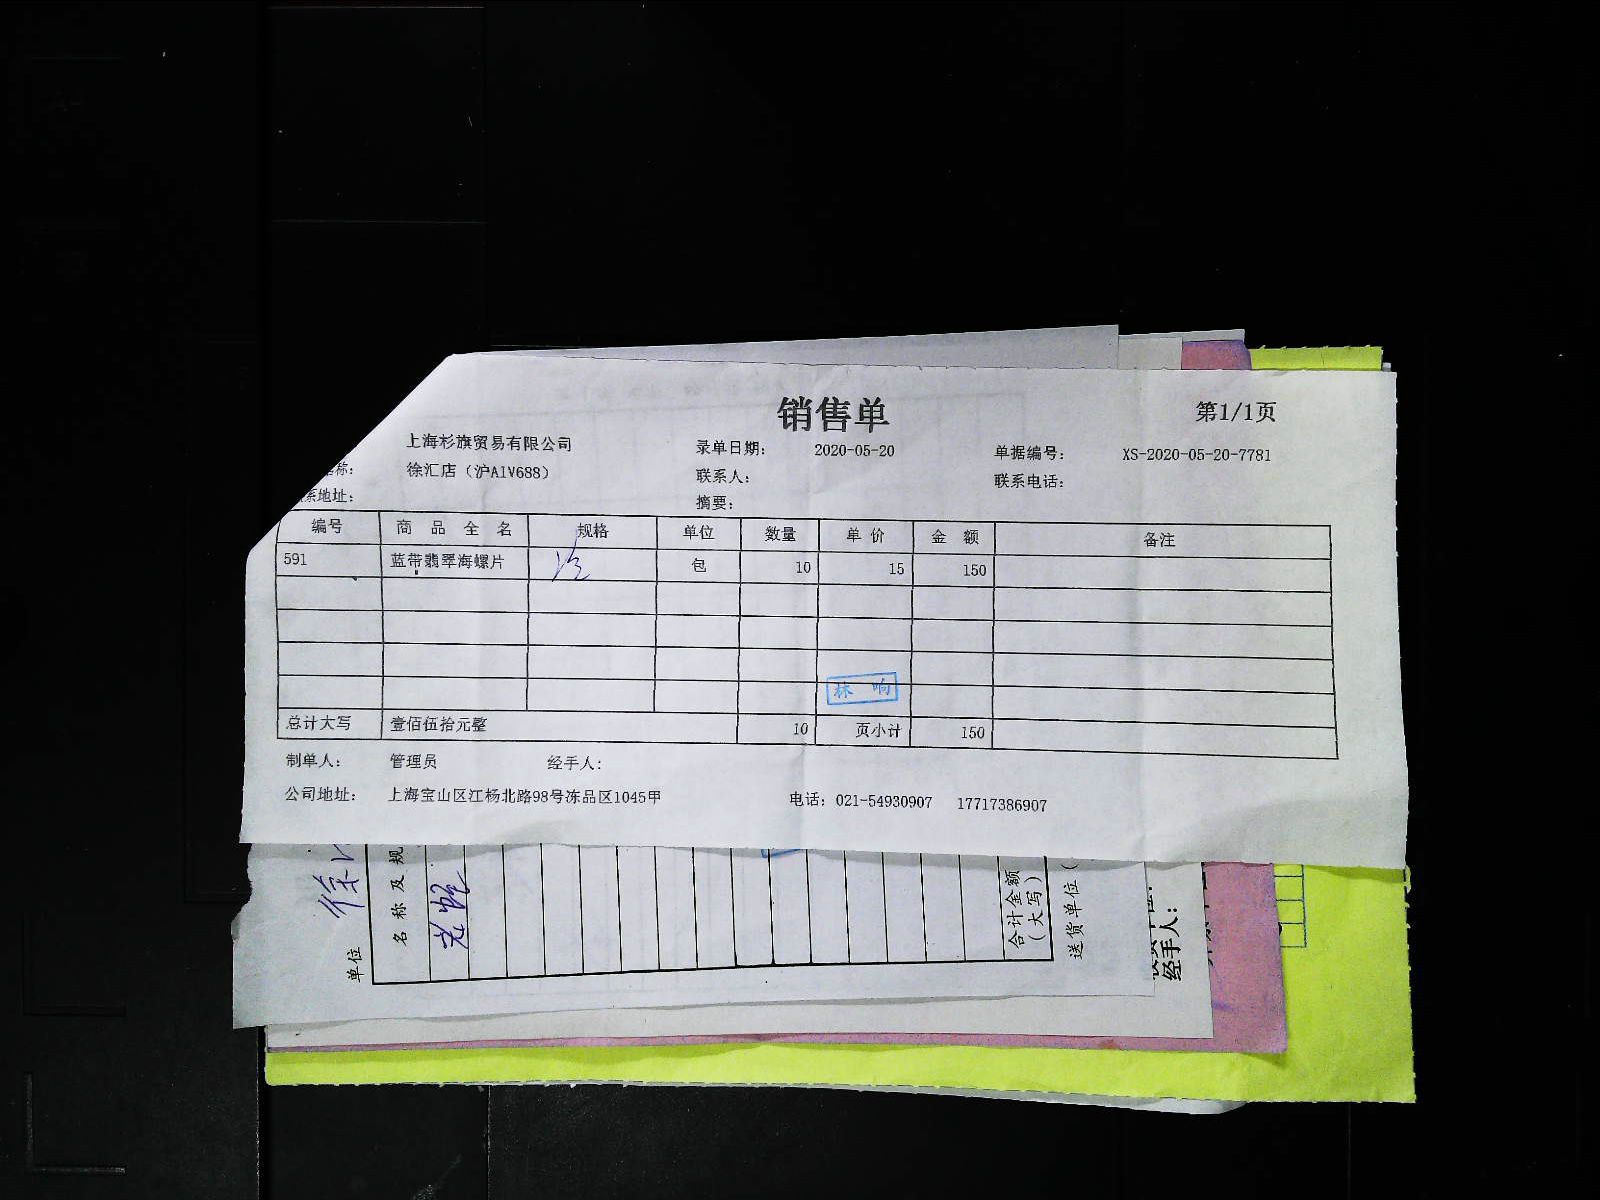 销售单
第1/1页
上海杉旗贸易有限公司 录单日期： 2020-05-20 单据编号： XS-2020-05-20-7781
称： 徐汇店（沪A1V688） 联系人： 联系电话：
系地址： 摘要：
编号 商品全名 规格 单位 数量 单价 金额 备注
591 蓝带翡翠海螺片 包 10 15 150
林响
总计大写 壹佰伍拾元整 10 页小计 150
制单人： 管理员 经手人：
公司地址： 上海宝山区江杨北路98号冻品区1045甲 电话：021-54930907 17717386907
单位 徐
名称及规
合计金额
（大写）
送货单位（
经手人：